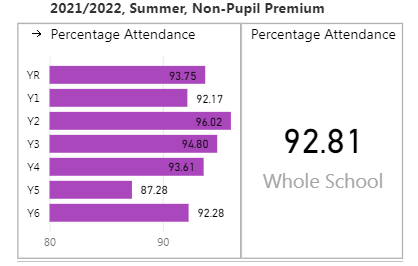 2021/2022, Summer, Non-Pupil Premium
→ Percentage Attendance
YR 93.75
Y1 92.17
Y2 96.02
Y3 94.80
Y4 93.61
Y5 87.28
Y6 92.28
80 90
Percentage Attendance
92.81
Whole School